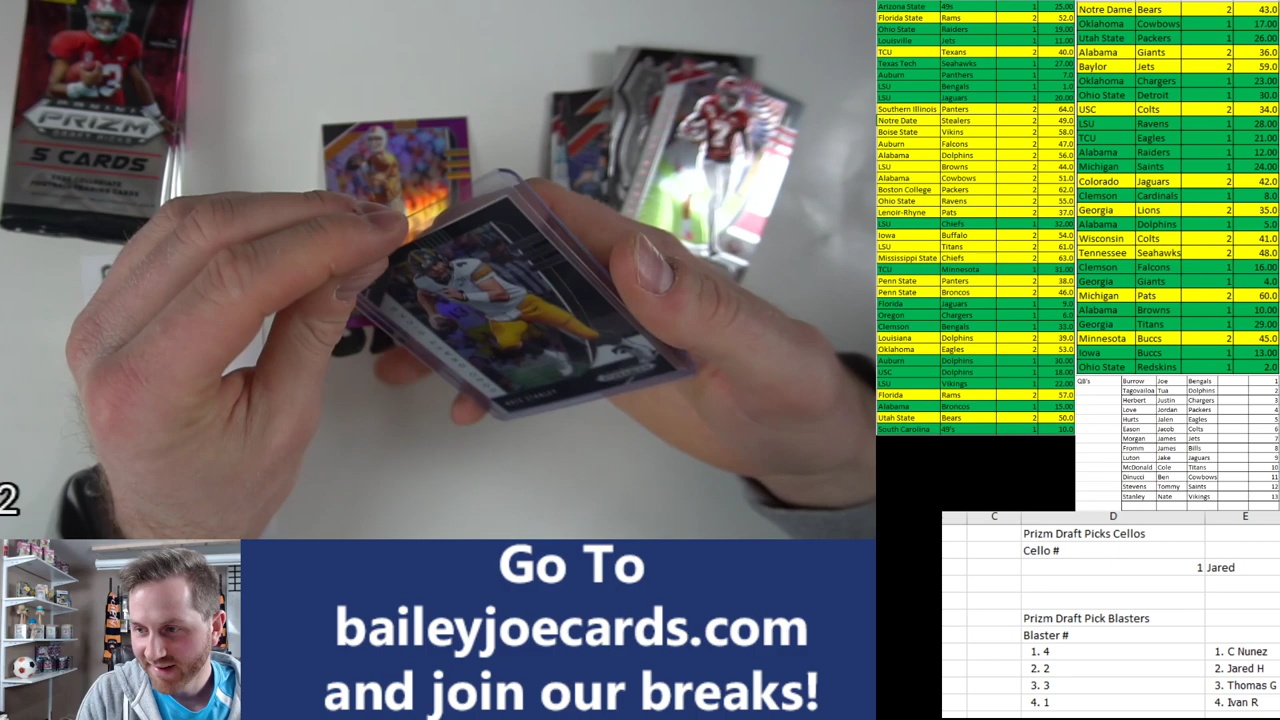 PANINI
PRIZM
DRAFT PICKS
5 CARDS
2
Go To
baileyjoecards.com
and join our breaks!
Arizona State 49s 1 25.00
Florida State Rams 2 52.0
Ohio State Raiders 1 19.00
Louisville Jets 1 11.00
TCU Texans 2 40.0
Texas Tech Seahawks 1 27.00
Auburn Panthers 1 7.0
LSU Bengals 1 1.0
LSU Jaguars 1 20.00
Southern Illinois Panters 2 64.0
Notre Date Stealers 2 49.0
Boise State Vikins 2 58.0
Auburn Falcons 2 47.0
Alabama Dolphins 2 56.0
LSU Browns 2 44.0
Alabama Cowbows 2 51.0
Boston College Packers 2 62.0
Ohio State Ravens 2 55.0
Lenoir-Rhyne Pats 2 37.0
LSU Chiefs 1 32.00
Iowa Buffalo 2 54.0
LSU Titans 2 61.0
Mississippi State Chiefs 2 63.0
TCU Minnesota 1 31.00
Penn State Panters 2 38.0
Penn State Broncos 2 46.0
Florida Jaguars 1 9.0
Oregon Chargers 1 6.0
Clemson Bengals 1 33.0
Louisiana Dolphins 2 39.0
Oklahoma Eagles 2 53.0
Auburn Dolphins 1 30.00
USC Dolphins 1 18.00
LSU Vikings 1 22.00
Florida Rams 2 57.0
Alabama Broncos 1 15.00
Utah State Bears 2 50.0
South Carolina 49's 1 10.0
Notre Dame Bears 2 43.0
Oklahoma Cowbows 1 17.00
Utah State Packers 1 26.00
Alabama Giants 2 36.0
Baylor Jets 2 59.0
Oklahoma Chargers 1 23.00
Ohio State Detroit 1 30.0
USC Colts 2 34.0
LSU Ravens 1 28.00
TCU Eagles 1 21.00
Alabama Raiders 1 12.00
Michigan Saints 1 24.00
Colorado Jaguars 2 42.0
Clemson Cardinals 1 8.0
Georgia Lions 2 35.0
Alabama Dolphins 1 5.0
Wisconsin Colts 2 41.0
Tennessee Seahawks 2 48.0
Clemson Falcons 1 16.00
Georgia Giants 1 4.0
Michigan Pats 2 60.0
Alabama Browns 1 10.00
Georgia Titans 1 29.00
Minnesota Buccs 2 45.0
Iowa Buccs 1 13.00
Ohio State Redskins 1 2.0
QB's Burrow Joe Bengals 1
Tagovailoa Tua Dolphins 2
Herbert Justin Chargers 3
Love Jordan Packers 4
Hurts Jalen Eagles 5
Eason Jacob Colts 6
Morgan James Jets 7
Fromm James Bills 8
Luton Jake Jaguars 9
McDonald Cole Titans 10
Dinucci Ben Cowbows 11
Stevens Tommy Saints 12
Stanley Nate Vikings 13
C D E
Prizm Draft Picks Cellos
Cello #
1 Jared
Prizm Draft Pick Blasters
Blaster #
1. 4 1. C Nunez
2. 2 2. Jared H
3. 3 3. Thomas G
4. 1 4. Ivan R